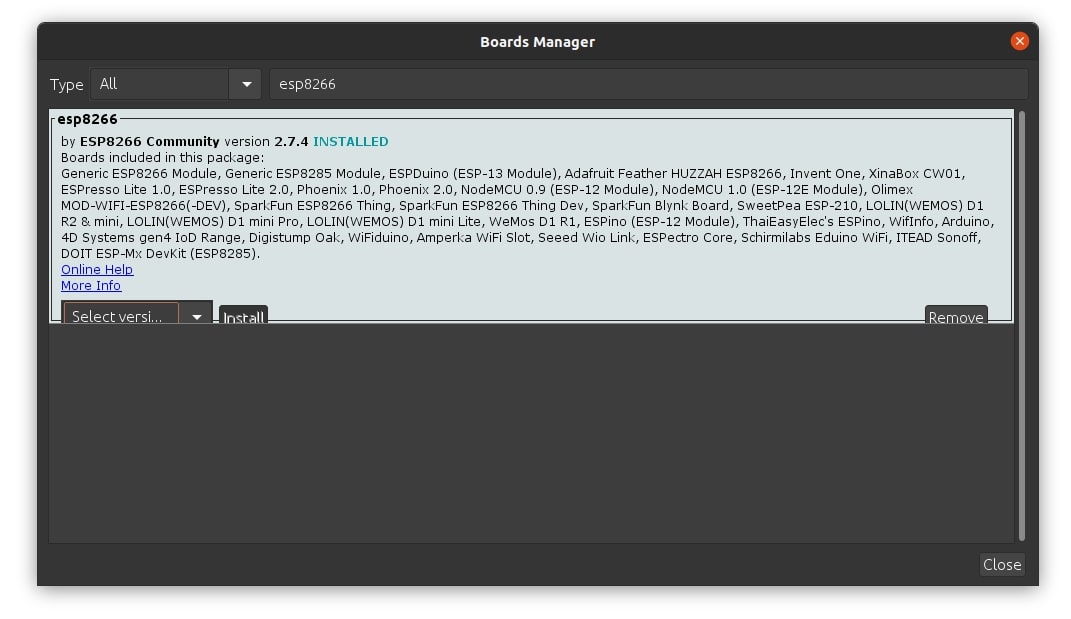 Boards Manager
Type All esp8266
esp8266
by ESP8266 Community version 2.7.4 INSTALLED
Boards included in this package:
Generic ESP8266 Module, Generic ESP8285 Module, ESPDuino (ESP-13 Module), Adafruit Feather HUZZAH ESP8266, Invent One, XinaBox CW01,
ESPresso Lite 1.0, ESPresso Lite 2.0, Phoenix 1.0, Phoenix 2.0, NodeMCU 0.9 (ESP-12 Module), NodeMCU 1.0 (ESP-12E Module), Olimex
MOD-WIFI-ESP8266(-DEV), SparkFun ESP8266 Thing, SparkFun ESP8266 Thing Dev, SparkFun Blynk Board, SweetPea ESP-210, LOLIN(WEMOS) D1
R2 & mini, LOLIN(WEMOS) D1 mini Pro, LOLIN(WEMOS) D1 mini Lite, WeMos D1 R1, ESPino (ESP-12 Module), ThaiEasyElec's ESPino, WifInfo, Arduino,
4D Systems gen4 IoD Range, Digistump Oak, WiFiduino, Amperka WiFi Slot, Seeed Wio Link, ESPectro Core, Schirmilabs Eduino WiFi, ITEAD Sonoff,
DOIT ESP-Mx DevKit (ESP8285).
Online Help
More Info
Select versi... Install Remove
Close